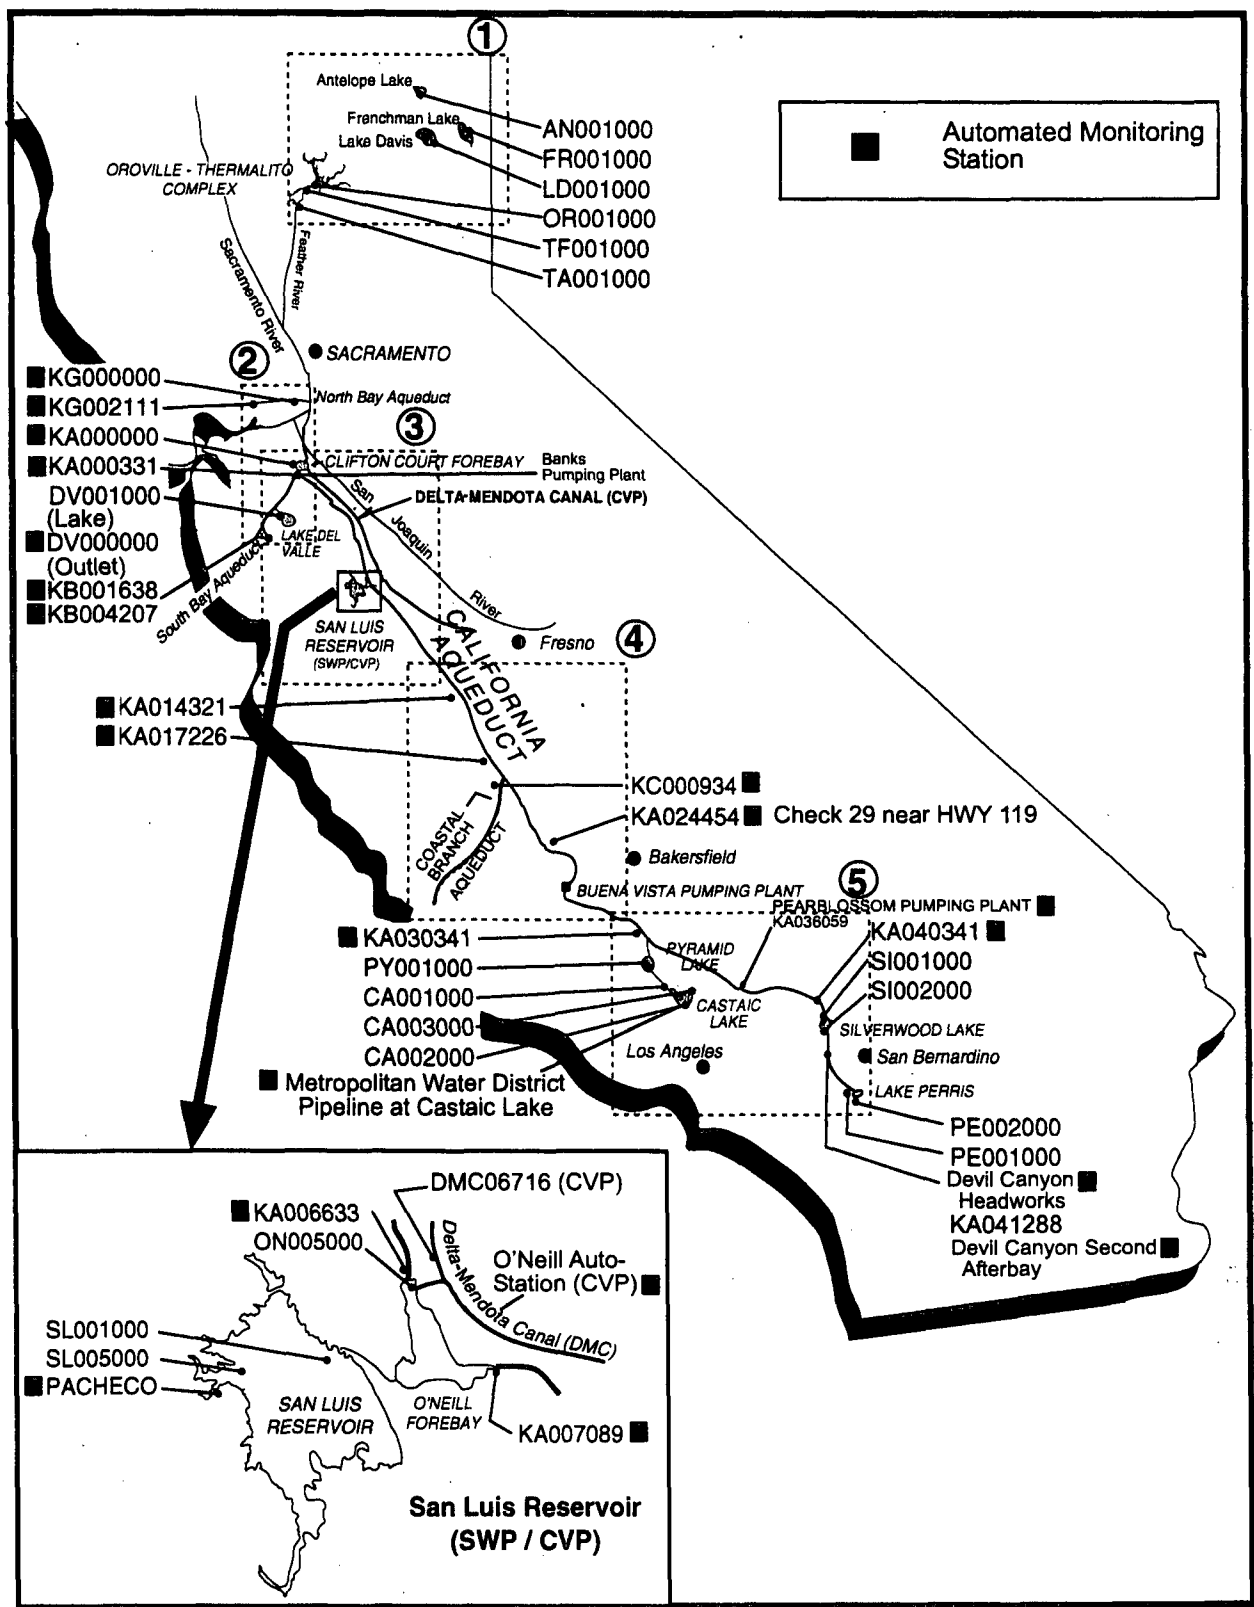 1
Antelope Lake
Frenchman Lake
Lake Davis
AN001000
FR001000
LD001000
OR001000
TF001000
TA001000
Automated Monitoring
Station
OROVILLE - THERMALITO
COMPLEX
Sacramento River
Feather River
SACRAMENTO
2
KG000000
KG002111
KA000000
KA000331
DV001000
(Lake)
DV000000
(Outlet)
KB001638
KB004207
North Bay Aqueduct
3
CLIFTON COURT FOREBAY
Banks
Pumping Plant
DELTA-MENDOTA CANAL (CVP)
San
Joaquin
River
LAKE DEL
VALLE
South Bay Aqueduct
SAN LUIS
RESERVOIR
(SWP/CVP)
CALIFORNIA
AQUEDUCT
Fresno
4
KA014321
KA017226
KC000934
KA024454
Check 29 near HWY 119
COASTAL
BRANCH
AQUEDUCT
Bakersfield
BUENA VISTA PUMPING PLANT
5
PEARBLOSSOM PUMPING PLANT
KA036059
KA030341
PY001000
CA001000
CA003000
CA002000
Metropolitan Water District
Pipeline at Castaic Lake
PYRAMID
LAKE
CASTAIC
LAKE
Los Angeles
KA040341
SI001000
SI002000
SILVERWOOD LAKE
San Bernardino
LAKE PERRIS
PE002000
PE001000
Devil Canyon
Headworks
KA041288
Devil Canyon Second
Afterbay
DMC06716 (CVP)
KA006633
ON005000
Delta-Mendota Canal (DMC)
O'Neill Auto-
Station (CVP)
SL001000
SL005000
PACHECO
SAN LUIS
RESERVOIR
O'NEILL
FOREBAY
KA007089
San Luis Reservoir
(SWP / CVP)